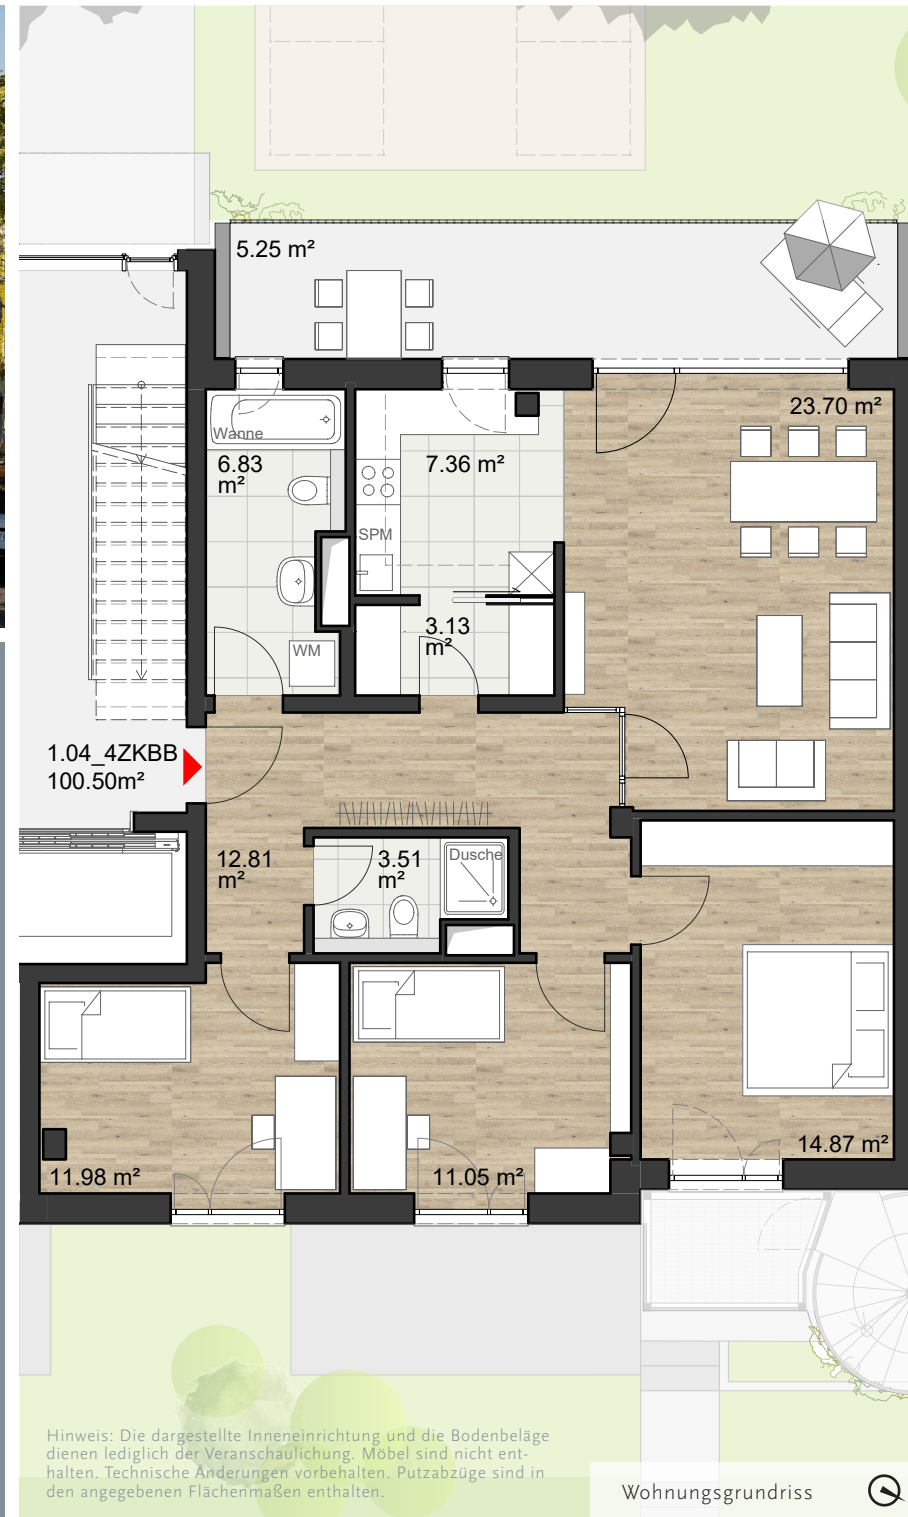 5.25 m²
23.70 m²
Wanne
6.83
m²
7.36 m²
SPM
3.13
m²
WM
1.04_4ZKBB
100.50m²
12.81
m²
3.51
m²
Dusche
14.87 m²
11.98 m²
11.05 m²
Hinweis: Die dargestellte Inneneinrichtung und die Bodenbeläge
dienen lediglich der Veranschaulichung. Möbel sind nicht ent-
halten. Technische Änderungen vorbehalten. Putzabzüge sind in
den angegebenen Flächenmaßen enthalten.
Wohnungsgrundriss